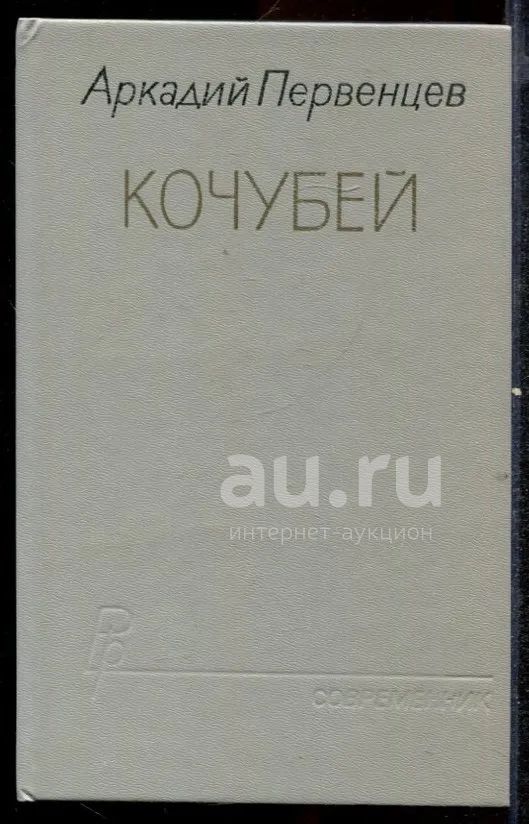 Аркадий Первенцев
КОЧУБЕЙ
au.ru
интернет-аукцион
СОВРЕМЕННИК